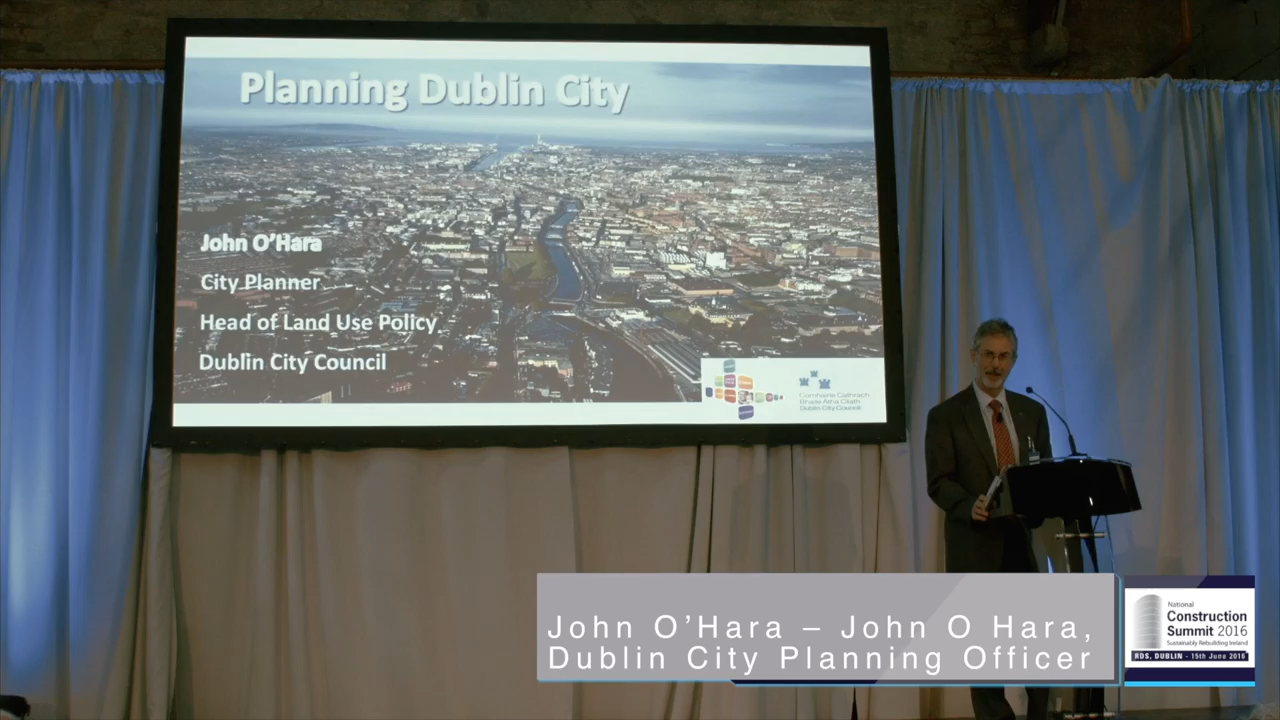 Planning Dublin City
John O'Hara
City Planner
Head of Land Use Policy
Dublin City Council
Comhairle Cathrach
Bhaile Átha Cliath
Dublin City Council
John O'Hara – John O Hara,
Dublin City Planning Officer
National
Construction
Summit 2016
Sustainably Rebuilding Ireland
RDS, DUBLIN - 15th June 2016